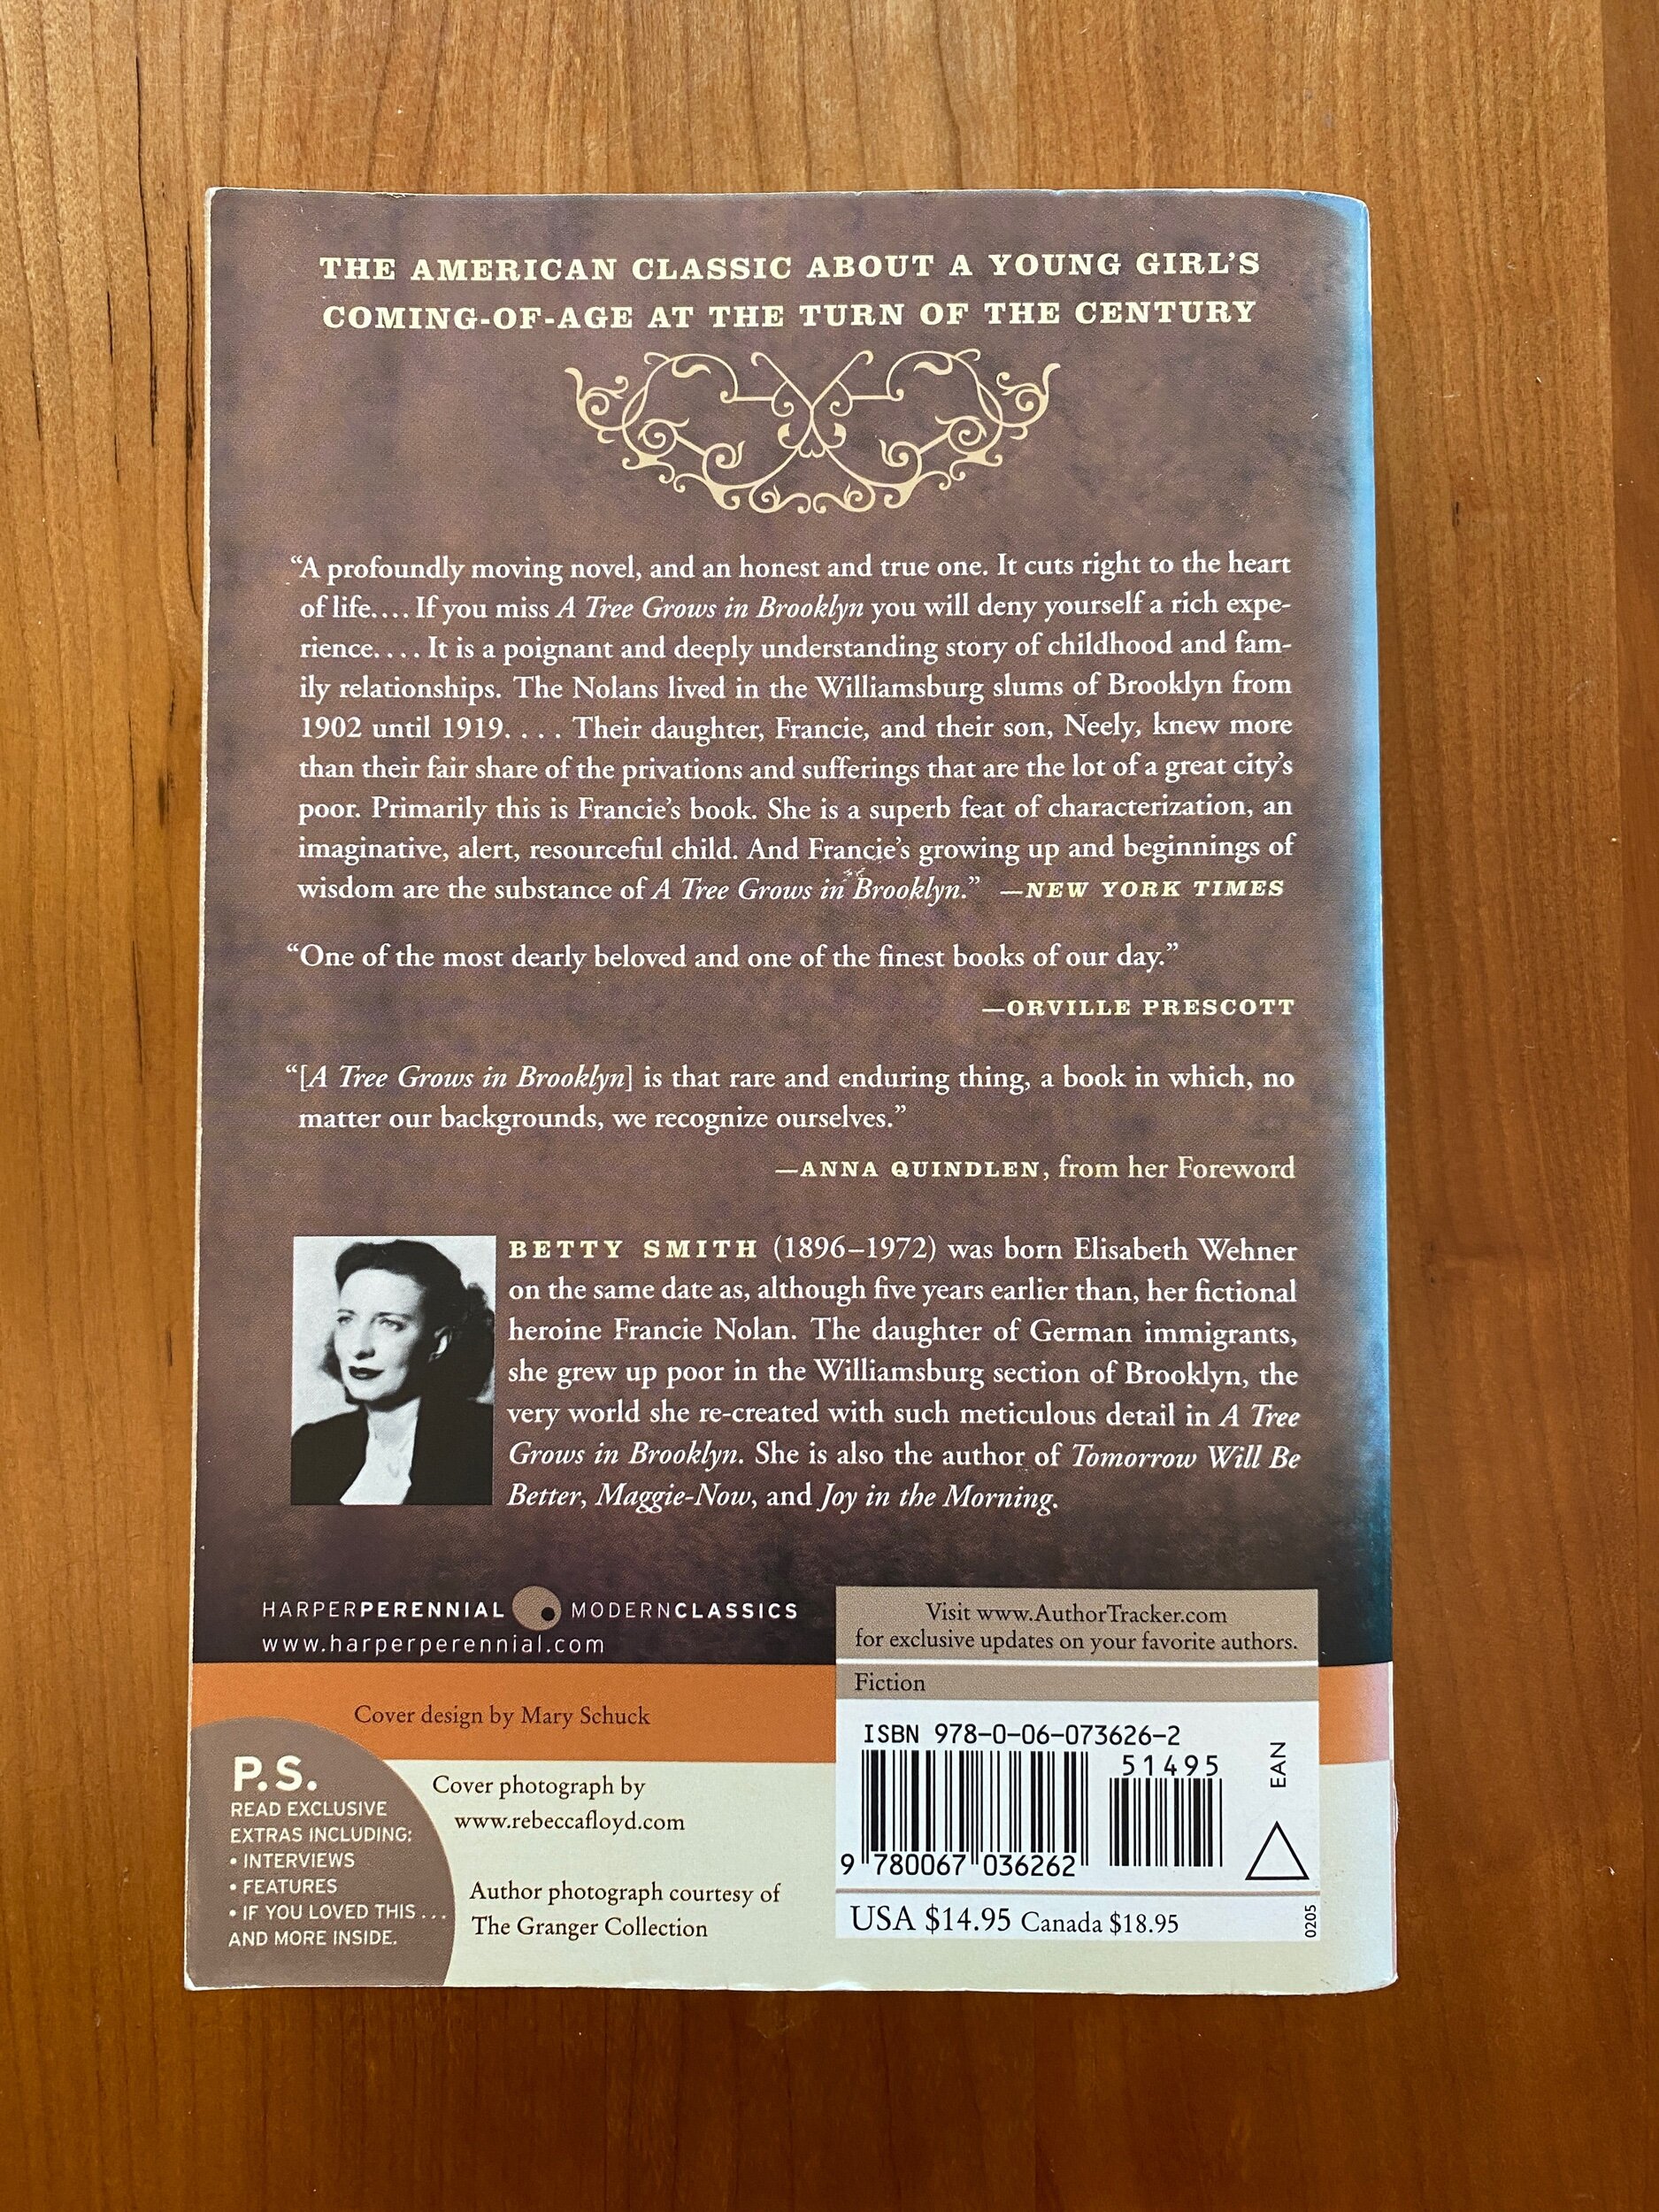 THE AMERICAN CLASSIC ABOUT A YOUNG GIRL'S
COMING-OF-AGE AT THE TURN OF THE CENTURY
“A profoundly moving novel, and an honest and true one. It cuts right to the heart
of life.... If you miss A Tree Grows in Brooklyn you will deny yourself a rich expe-
rience.... It is a poignant and deeply understanding story of childhood and fam-
ily relationships. The Nolans lived in the Williamsburg slums of Brooklyn from
1902 until 1919. . . . Their daughter, Francie, and their son, Neely, knew more
than their fair share of the privations and sufferings that are the lot of a great city’s
poor. Primarily this is Francie’s book. She is a superb feat of characterization, an
imaginative, alert, resourceful child. And Francie’s growing up and beginnings of
wisdom are the substance of A Tree Grows in Brooklyn.” —NEW YORK TIMES
“One of the most dearly beloved and one of the finest books of our day.”
—ORVILLE PRESCOTT
“[A Tree Grows in Brooklyn] is that rare and enduring thing, a book in which, no
matter our backgrounds, we recognize ourselves.”
—ANNA QUINDLEN, from her Foreword
BETTY SMITH (1896–1972) was born Elisabeth Wehner
on the same date as, although five years earlier than, her fictional
heroine Francie Nolan. The daughter of German immigrants,
she grew up poor in the Williamsburg section of Brooklyn, the
very world she re-created with such meticulous detail in A Tree
Grows in Brooklyn. She is also the author of Tomorrow Will Be
Better, Maggie-Now, and Joy in the Morning.
HARPERPERENNIAL MODERNCLASSICS
www.harperperennial.com
Visit www.AuthorTracker.com
for exclusive updates on your favorite authors.
Fiction
Cover design by Mary Schuck
P.S.
READ EXCLUSIVE
EXTRAS INCLUDING:
• INTERVIEWS
• FEATURES
• IF YOU LOVED THIS . . .
AND MORE INSIDE.
Cover photograph by
www.rebeccafloyd.com
Author photograph courtesy of
The Granger Collection
ISBN 978-0-06-073626-2
51495
EAN
9 780067 036262
USA $14.95 Canada $18.95
0205